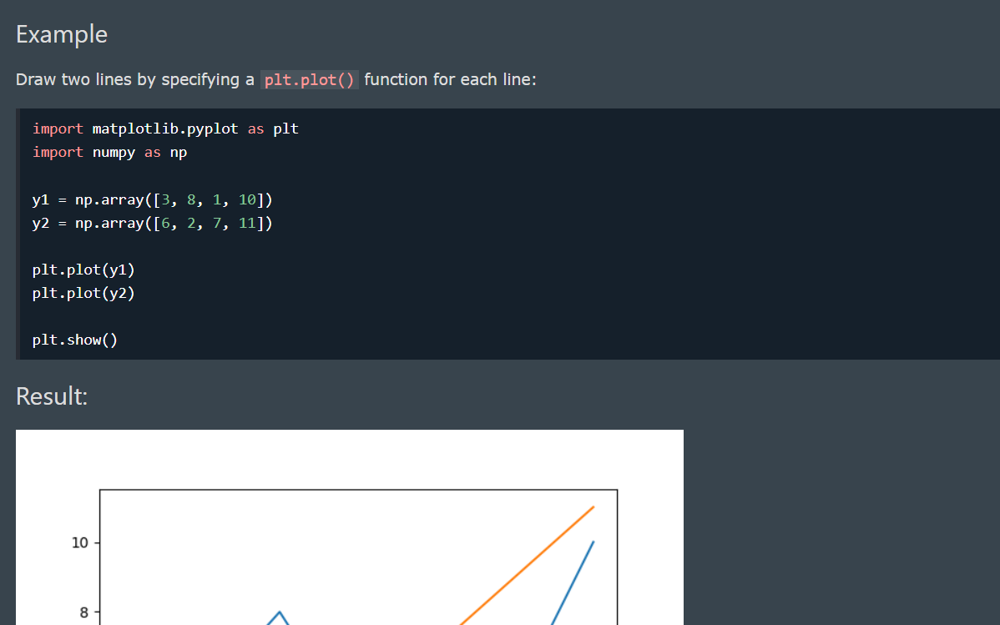 Example
Draw two lines by specifying a plt.plot() function for each line:
import matplotlib.pyplot as plt
import numpy as np
y1 = np.array([3, 8, 1, 10])
y2 = np.array([6, 2, 7, 11])
plt.plot(y1)
plt.plot(y2)
plt.show()
Result:
10
8